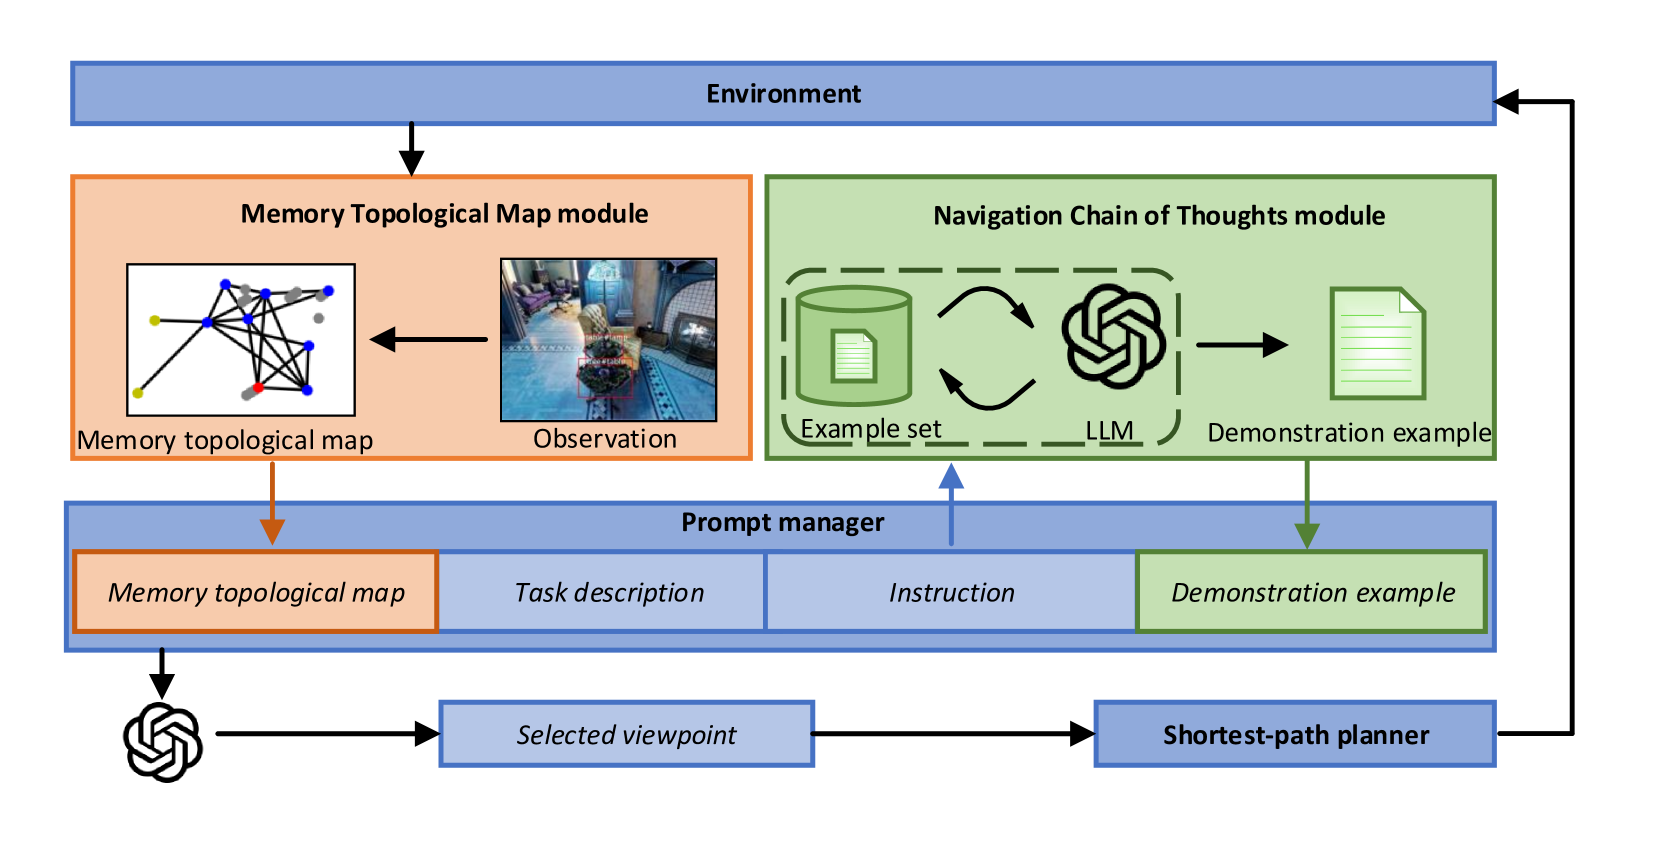 Environment
Memory Topological Map module
Navigation Chain of Thoughts module
Memory topological map
Observation
Example set
LLM
Demonstration example
Prompt manager
Memory topological map
Task description
Instruction
Demonstration example
Selected viewpoint
Shortest-path planner